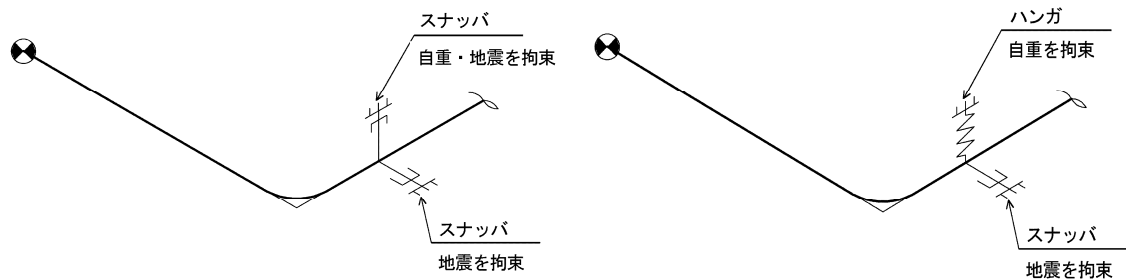 スナッバ
自重・地震を拘束
スナッバ
地震を拘束
ハンガ
自重を拘束
スナッバ
地震を拘束